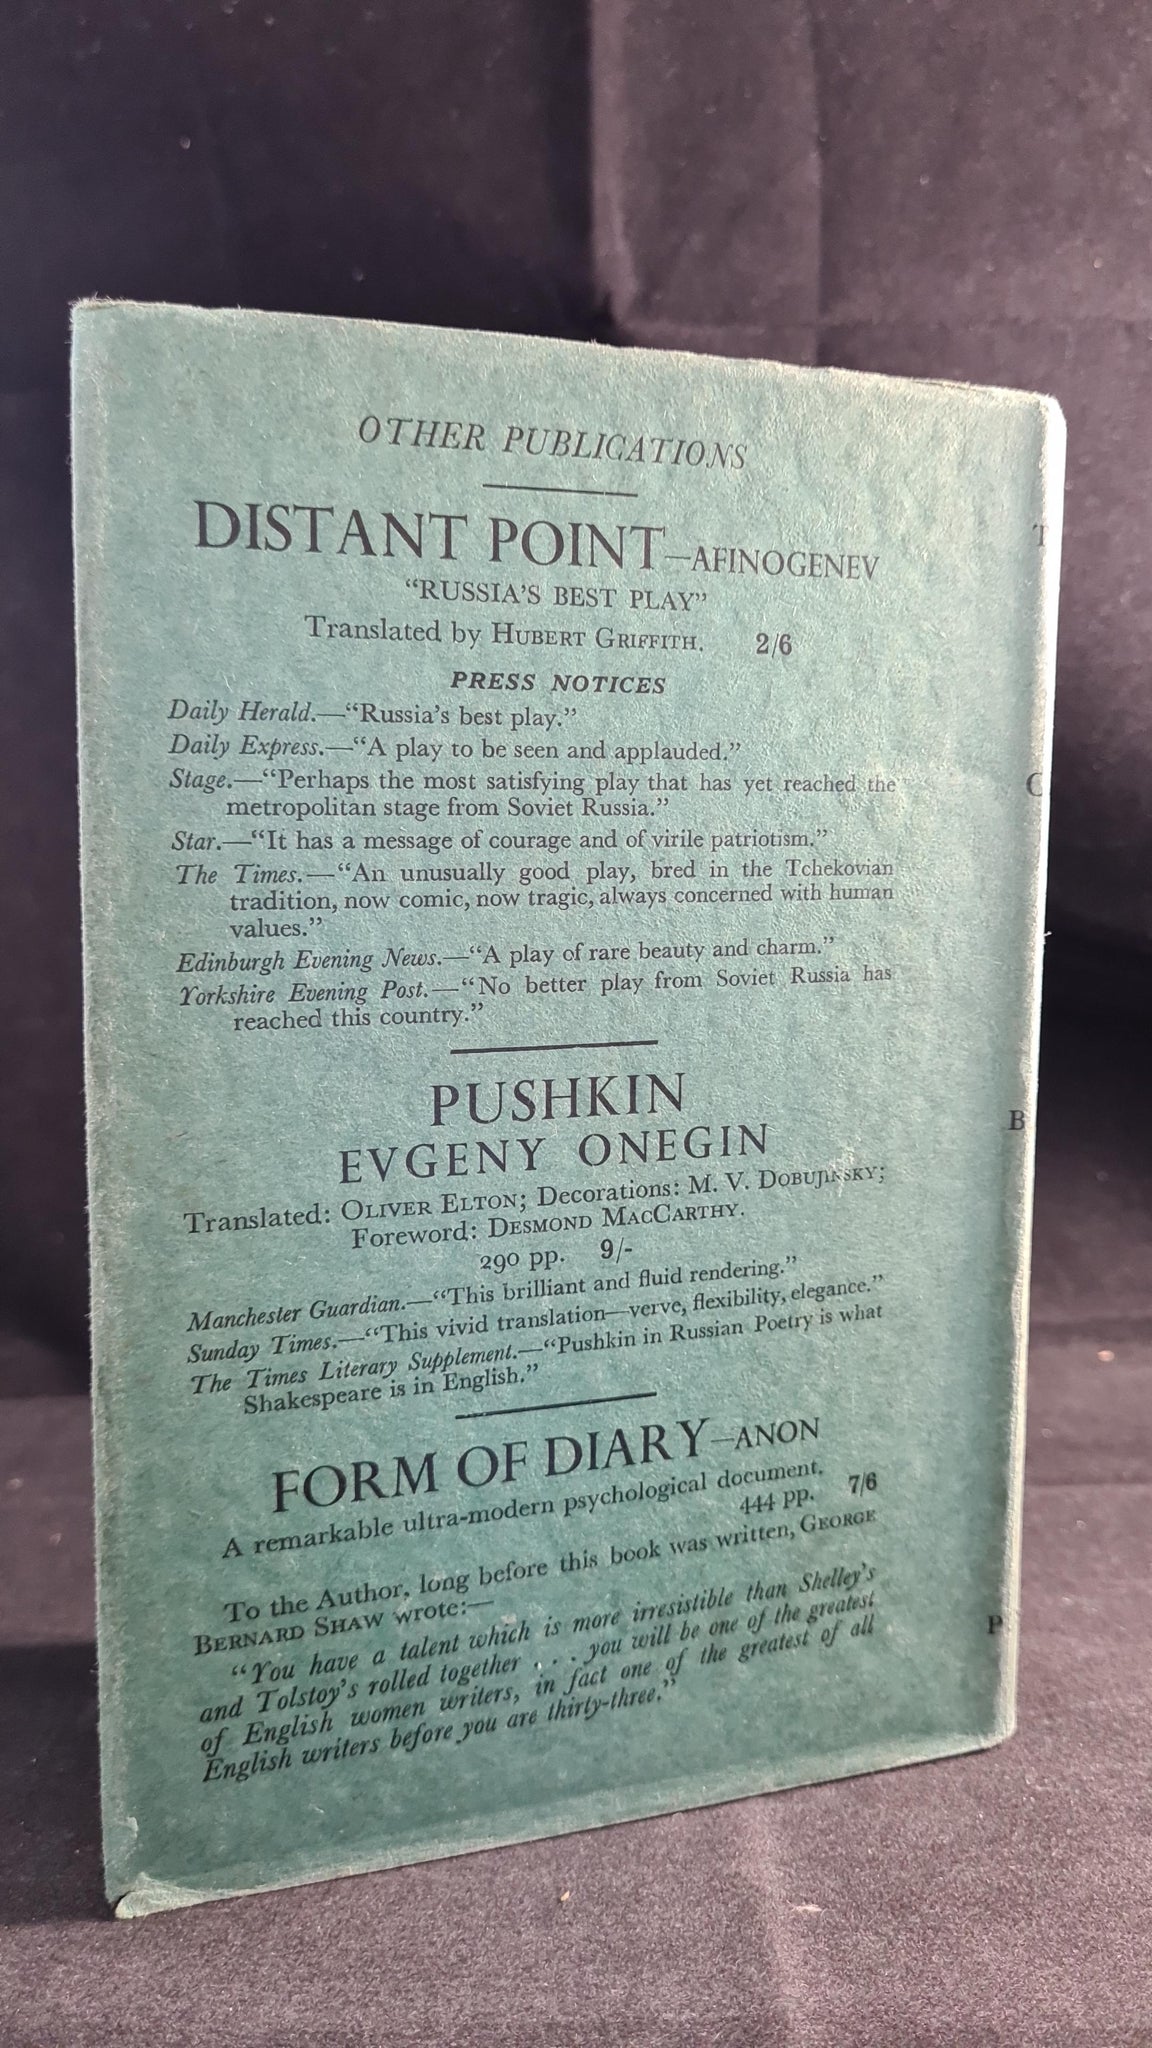 OTHER PUBLICATIONS
DISTANT POINT—AFINOGENEV
"RUSSIA'S BEST PLAY"
Translated by HUBERT GRIFFITH. 2/6
PRESS NOTICES
Daily Herald.—"Russia's best play."
Daily Express.—"A play to be seen and applauded."
Stage.—"Perhaps the most satisfying play that has yet reached the
metropolitan stage from Soviet Russia."
Star.—"It has a message of courage and of virile patriotism."
The Times.—"An unusually good play, bred in the Tchekovian
tradition, now comic, now tragic, always concerned with human
values."
Edinburgh Evening News.—"A play of rare beauty and charm."
Yorkshire Evening Post.—"No better play from Soviet Russia has
reached this country."
PUSHKIN
EVGENY ONEGIN
Translated: OLIVER ELTON; Decorations: M. V. DOBUJINSKY;
Foreword: DESMOND MACCARTHY.
290 pp. 9/-
Manchester Guardian.—"This brilliant and fluid rendering."
Sunday Times.—"This vivid translation—verve, flexibility, elegance."
The Times Literary Supplement.—"Pushkin in Russian Poetry is what
Shakespeare is in English."
FORM OF DIARY—ANON
A remarkable ultra-modern psychological document.
444 pp. 7/6
To the Author, long before this book was written, GEORGE
BERNARD SHAW wrote:—
"You have a talent which is more irresistible than Shelley's
and Tolstoy's rolled together . . . you will be one of the greatest
of English women writers, in fact one of the greatest of all
English writers before you are thirty-three."
T
C
B
P